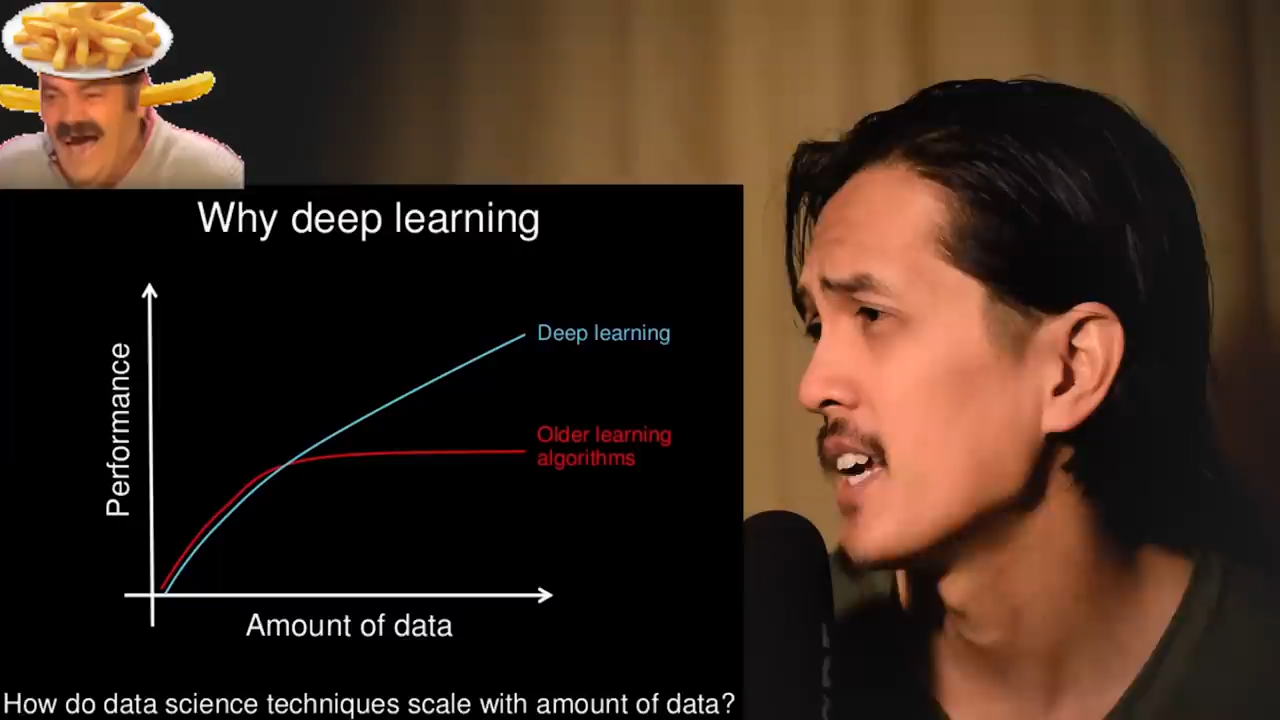 Why deep learning
Deep learning
Older learning
algorithms
Performance
Amount of data
How do data science techniques scale with amount of data?